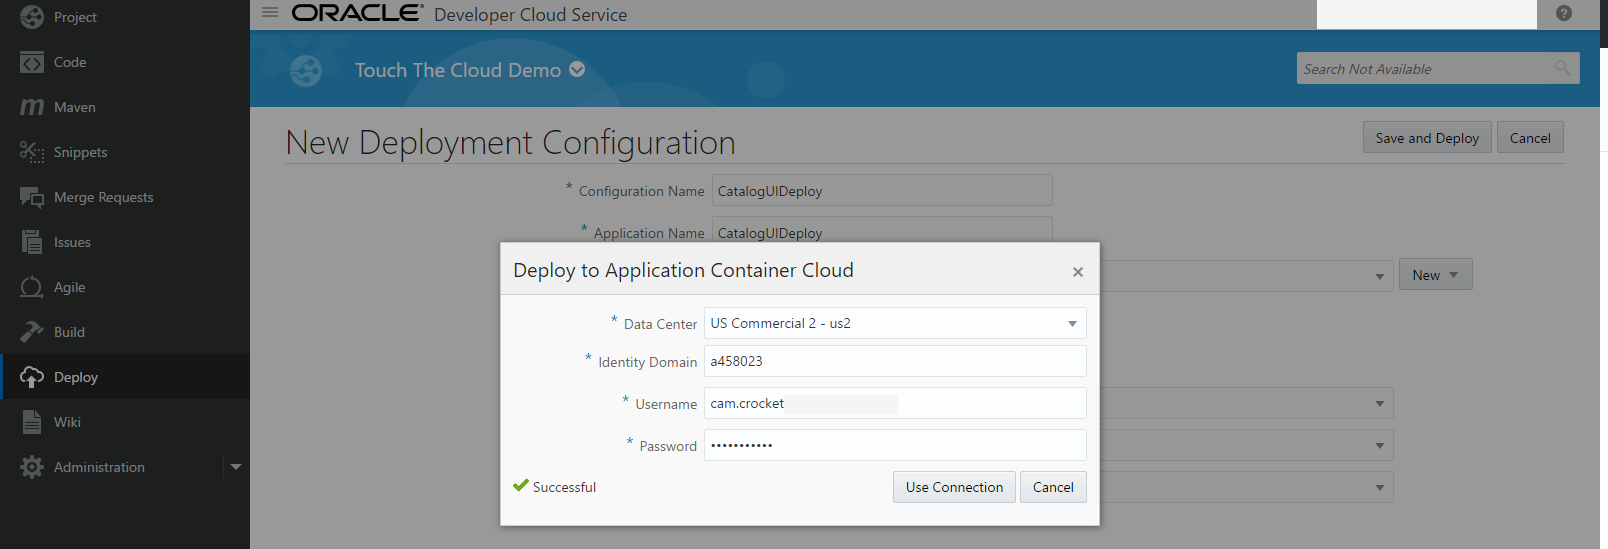 Project
Code
Maven
Snippets
Merge Requests
Issues
Agile
Build
Deploy
Wiki
Administration
ORACLE® Developer Cloud Service
Touch The Cloud Demo
Search Not Available
New Deployment Configuration
Save and Deploy
Cancel
* Configuration Name CatalogUIDeploy
* Application Name CatalogUIDeploy
New
Deploy to Application Container Cloud
* Data Center US Commercial 2 - us2
* Identity Domain a458023
* Username cam.crocket
* Password •••••••••••
Successful
Use Connection
Cancel